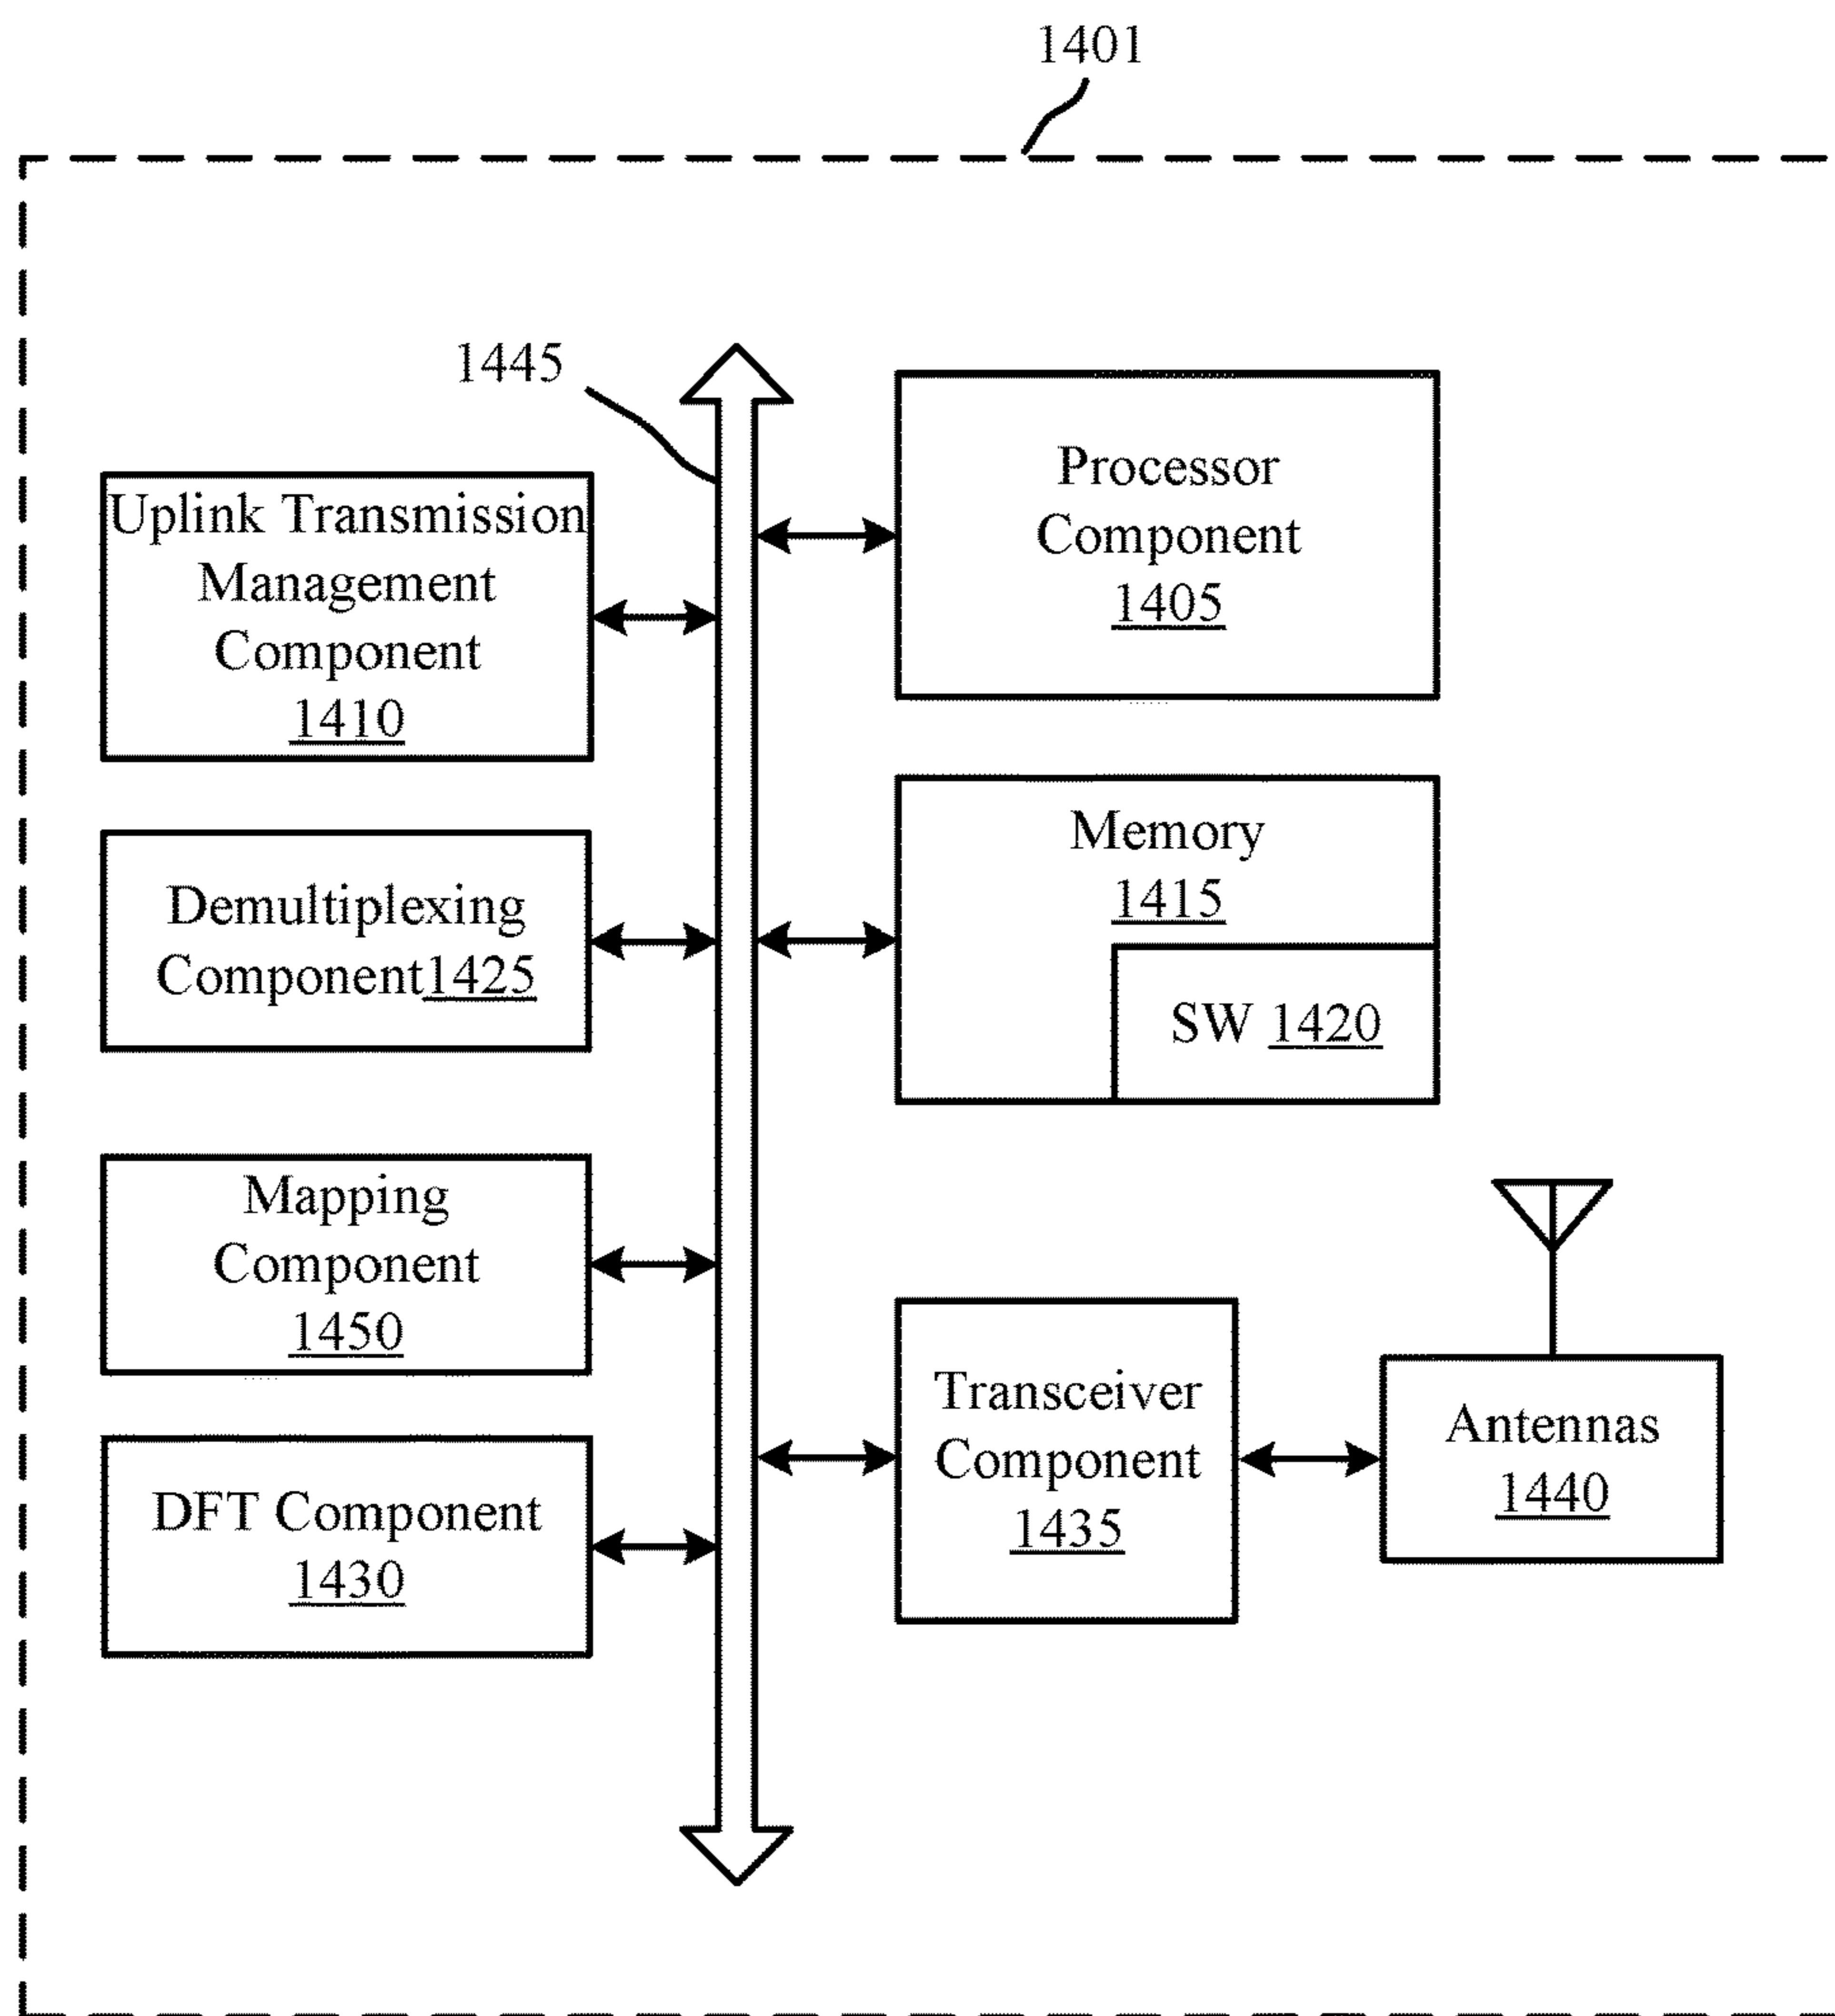 1401
1445
Uplink Transmission
Management
Component
1410
Processor
Component
1405
Demultiplexing
Component1425
Memory
1415
SW 1420
Mapping
Component
1450
Transceiver
Component
1435
Antennas
1440
DFT Component
1430